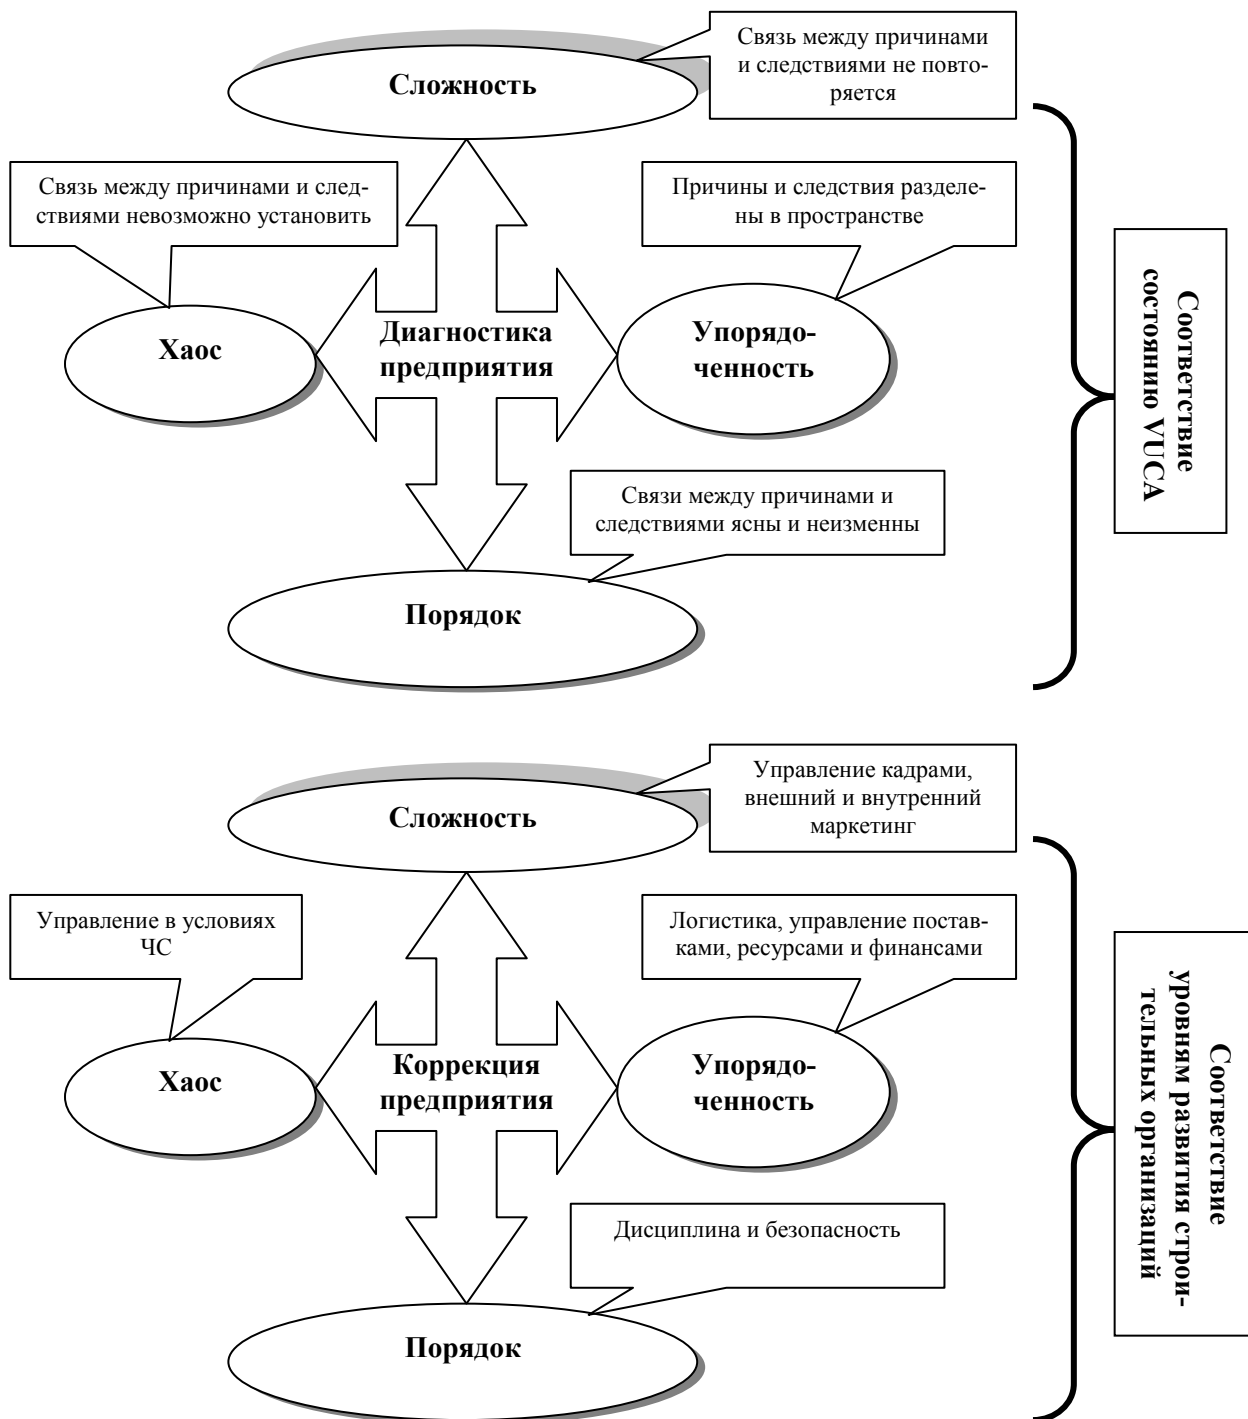 Связь между причинами
и следствиями не повто-
ряется
Сложность
Связь между причинами и след-
ствиями невозможно установить
Причины и следствия разделе-
ны в пространстве
Хаос
Диагностика
предприятия
Упорядо-
ченность
Соответствие
состоянию VUCA
Связи между причинами и
следствиями ясны и неизменны
Порядок
Управление кадрами,
внешний и внутренний
маркетинг
Сложность
Управление в условиях
ЧС
Логистика, управление постав-
ками, ресурсами и финансами
Хаос
Коррекция
предприятия
Упорядо-
ченность
Соответствие
уровням развития строи-
тельных организаций
Дисциплина и безопасность
Порядок